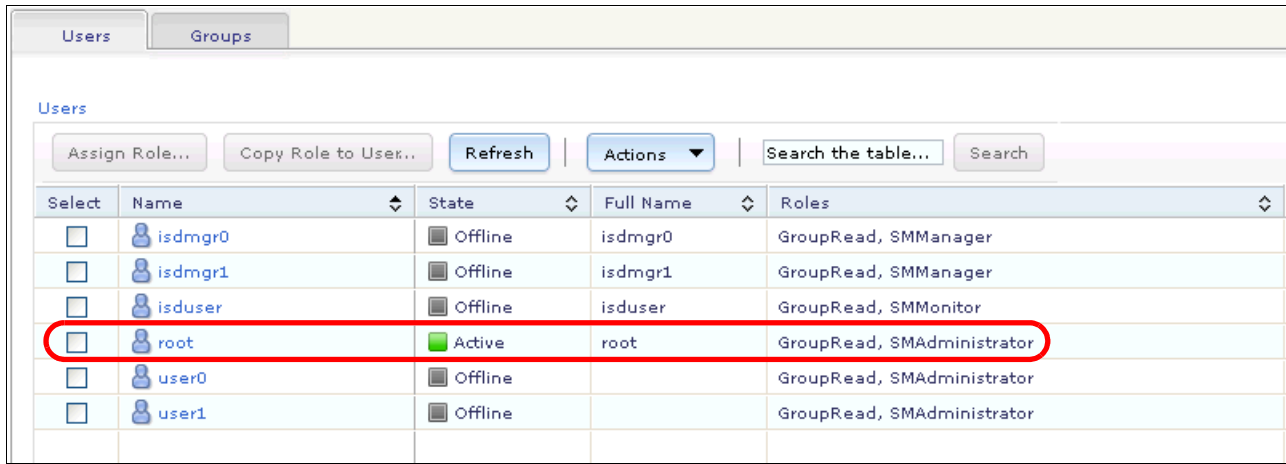 Users Groups
Users
Assign Role... Copy Role to User... Refresh Actions Search the table... Search
Select Name State Full Name Roles
isdmgr0 Offline isdmgr0 GroupRead, SMManager
isdmgr1 Offline isdmgr1 GroupRead, SMManager
isduser Offline isduser GroupRead, SMMonitor
root Active root GroupRead, SMAdministrator
user0 Offline GroupRead, SMAdministrator
user1 Offline GroupRead, SMAdministrator